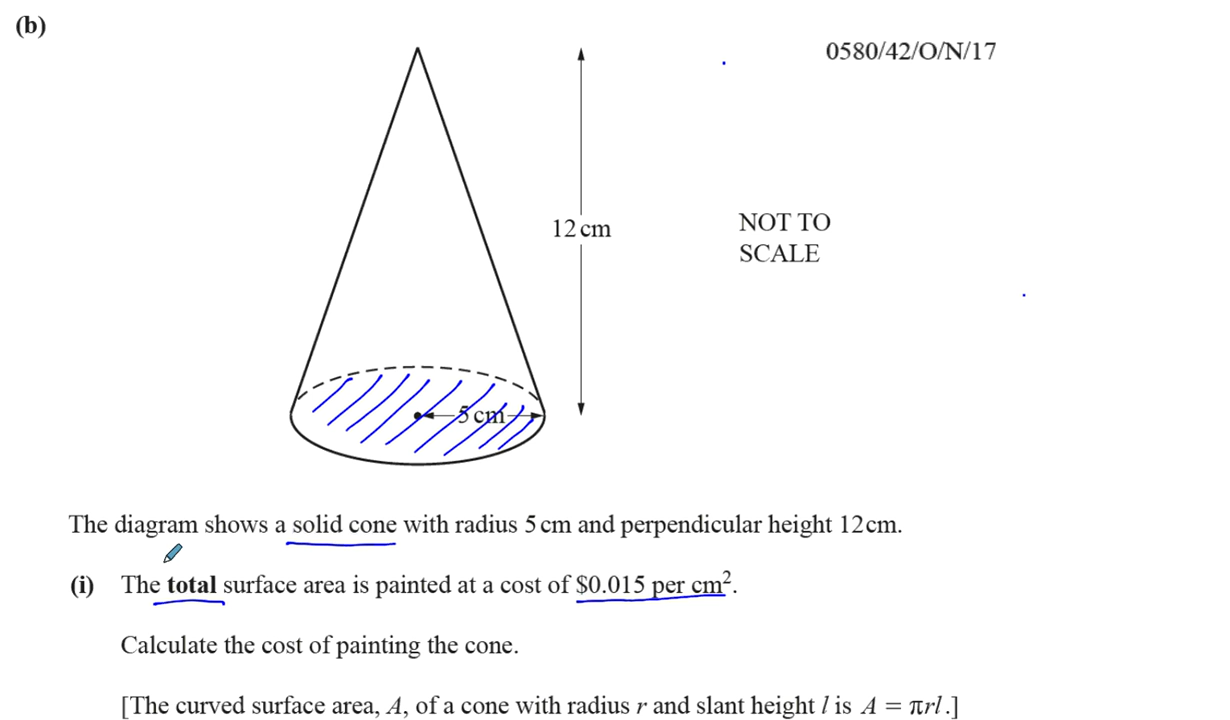 (b)
0580/42/O/N/17
12 cm
NOT TO
SCALE
5 cm
The diagram shows a solid cone with radius 5 cm and perpendicular height 12 cm.
(i) The total surface area is painted at a cost of $0.015 per cm².
Calculate the cost of painting the cone.
[The curved surface area, A, of a cone with radius r and slant height l is A = πrl.]